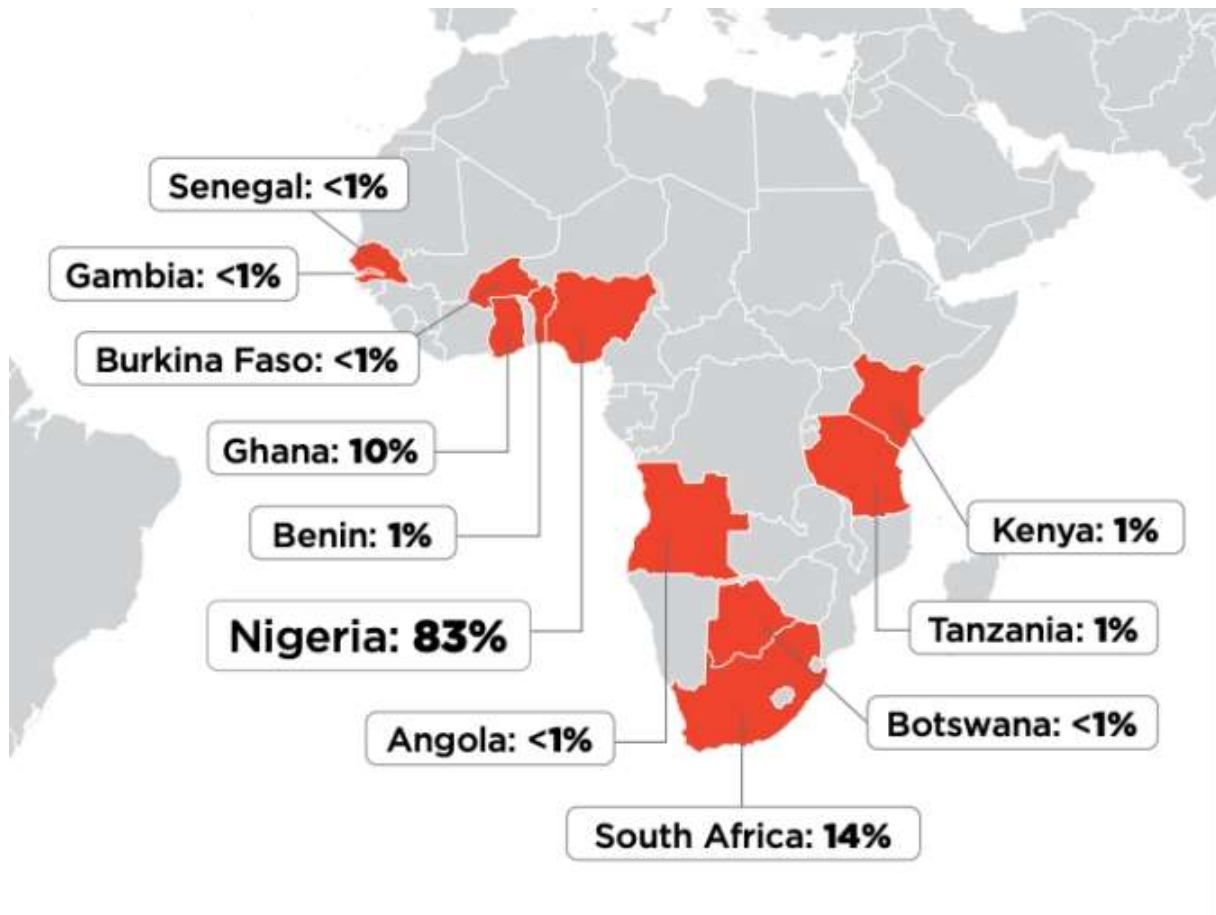 Senegal: <1%
Gambia: <1%
Burkina Faso: <1%
Ghana: 10%
Benin: 1%
Nigeria: 83%
Angola: <1%
South Africa: 14%
Kenya: 1%
Tanzania: 1%
Botswana: <1%